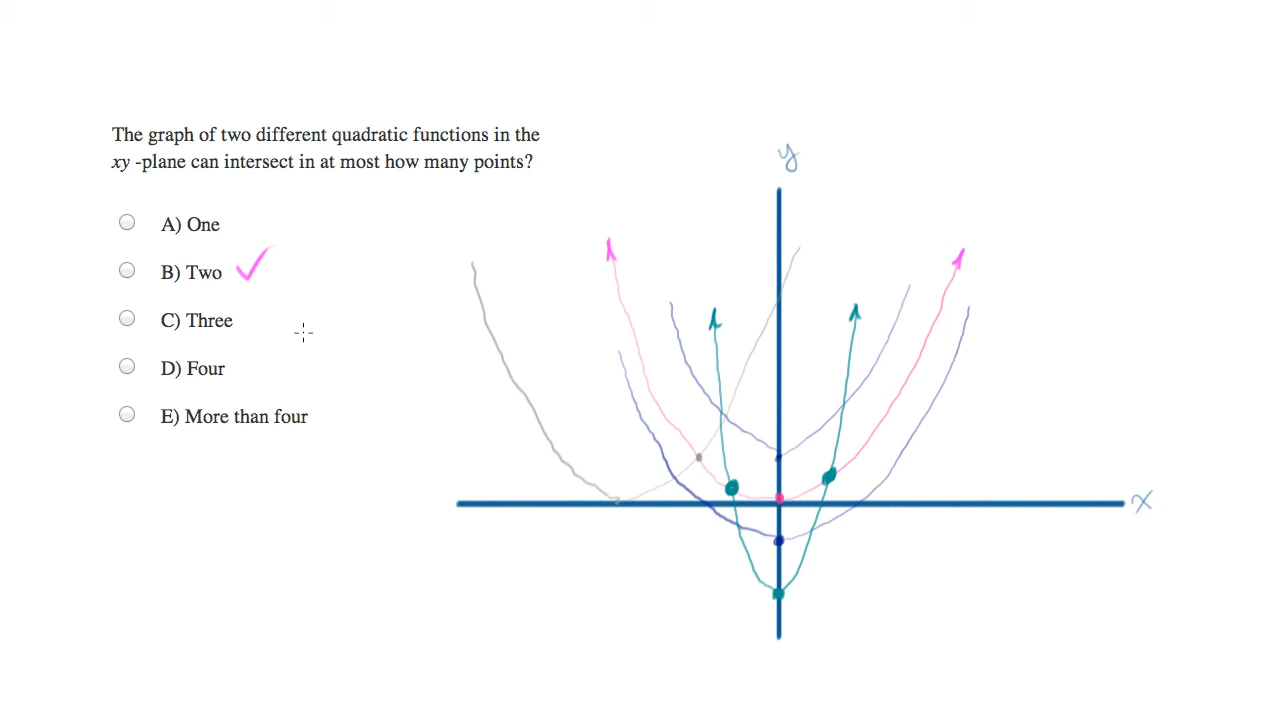 The graph of two different quadratic functions in the
xy -plane can intersect in at most how many points?
A) One
B) Two
C) Three
D) Four
E) More than four
y
x